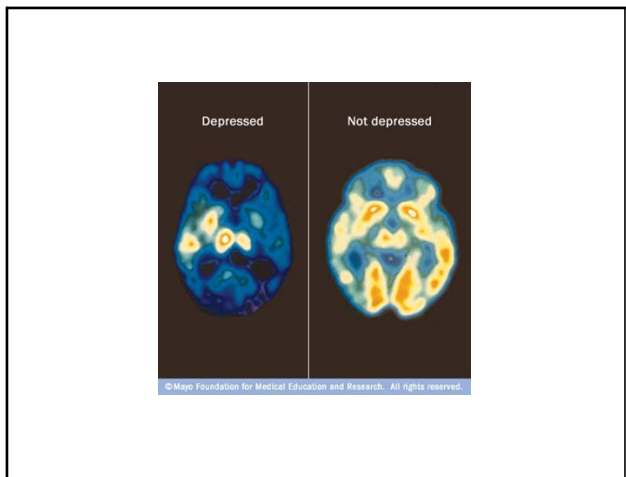 Depressed
Not depressed
©Mayo Foundation for Medical Education and Research. All rights reserved.